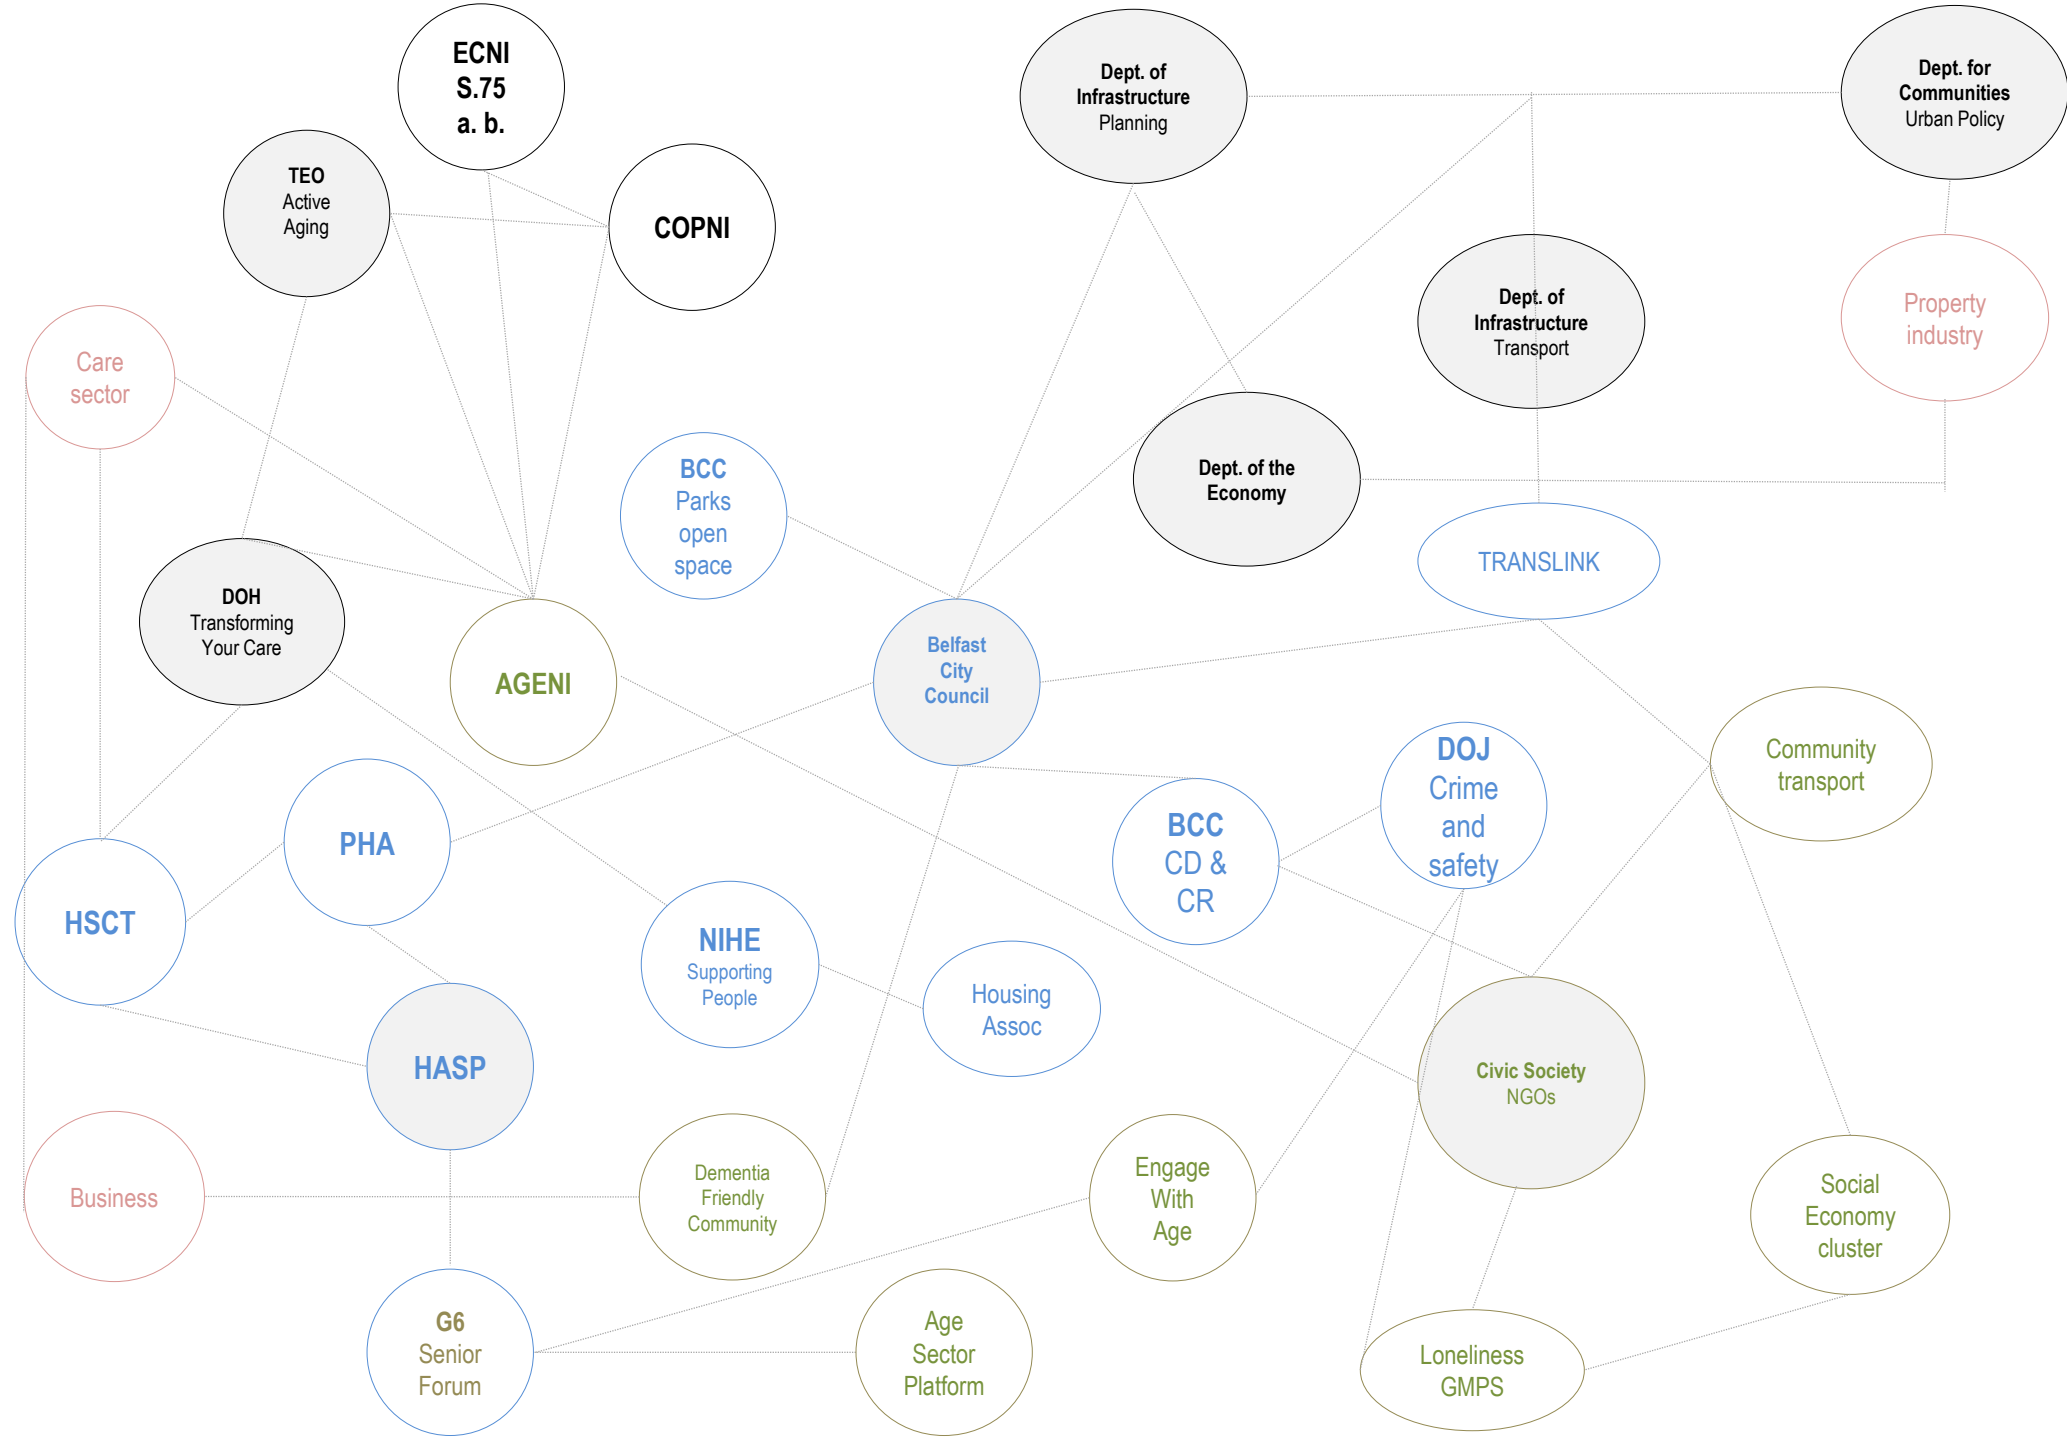 ECNI
S.75
a. b.
Dept. of
Infrastructure
Planning
Dept. for
Communities
Urban Policy
TEO
Active
Aging
COPNI
Dept. of
Infrastructure
Transport
Property
industry
Care
sector
BCC
Parks
open
space
Dept. of the
Economy
TRANSLINK
DOH
Transforming
Your Care
AGENI
Belfast
City
Council
Community
transport
DOJ
Crime
and
safety
PHA
BCC
CD &
CR
HSCT
NIHE
Supporting
People
Housing
Assoc
HASP
Civic Society
NGOs
Business
Dementia
Friendly
Community
Engage
With
Age
Social
Economy
cluster
G6
Senior
Forum
Age
Sector
Platform
Loneliness
GMPS